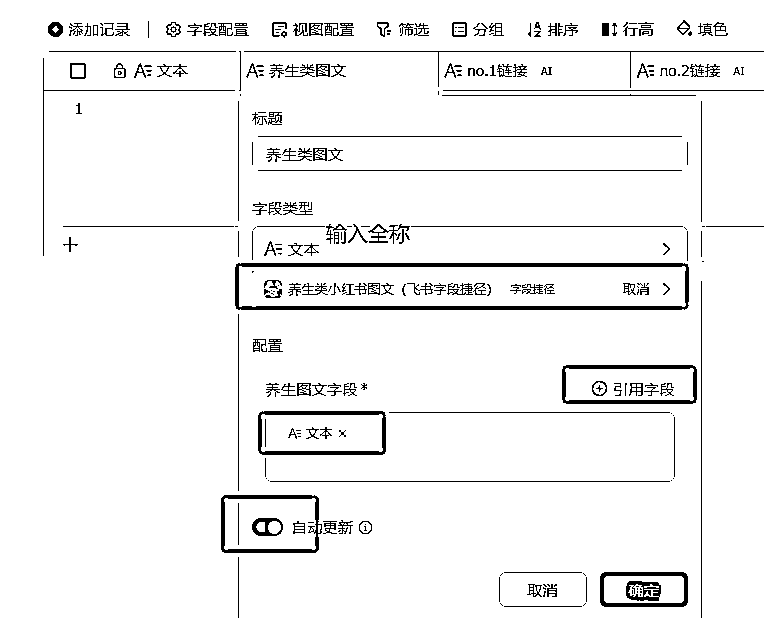 添加记录 字段配置 视图配置 筛选 分组 排序 行高 填色
文本 养生类图文 no.1链接 AI no.2链接 AI
1
标题
养生类图文
字段类型
输入全称
文本
养生类小红书图文（飞书字段捷径） 字段捷径 取消
配置
养生图文字段 * 引用字段
文本 ×
自动更新
取消 确定